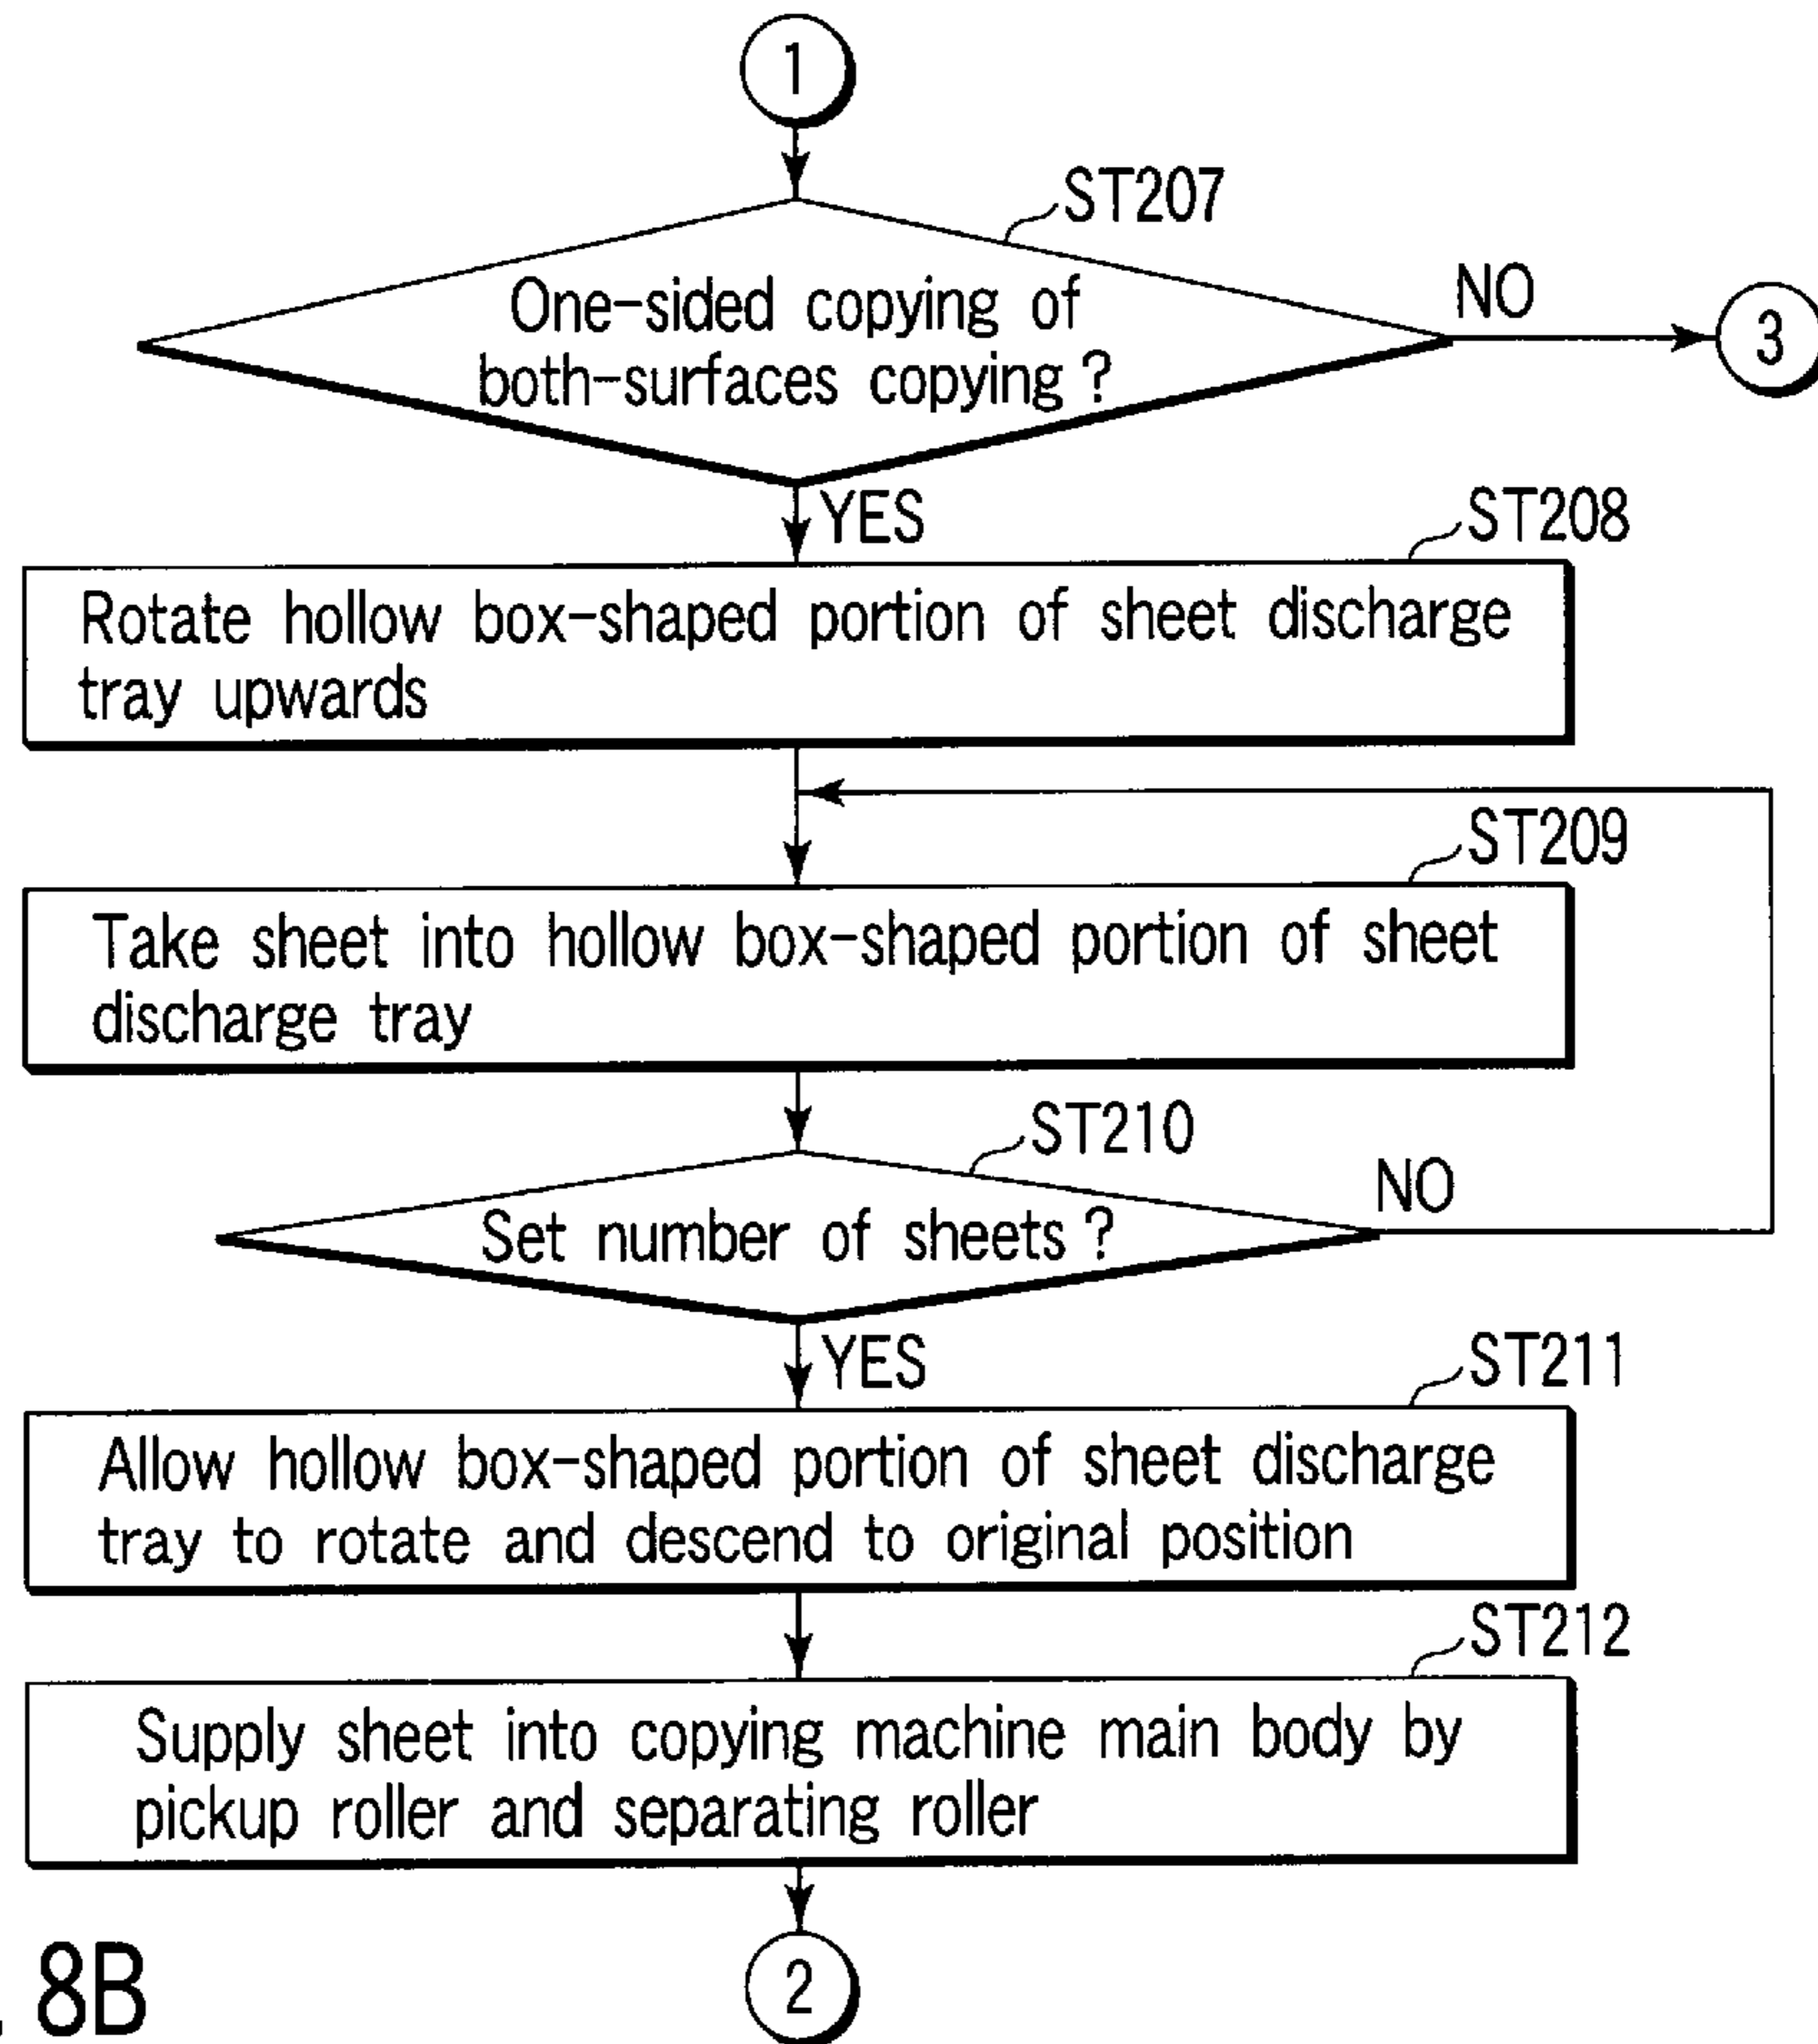 1
ST207
One-sided copying of
both-surfaces copying ?
NO
3
YES
ST208
Rotate hollow box-shaped portion of sheet discharge
tray upwards
ST209
Take sheet into hollow box-shaped portion of sheet
discharge tray
ST210
Set number of sheets ?
NO
YES
ST211
Allow hollow box-shaped portion of sheet discharge
tray to rotate and descend to original position
ST212
Supply sheet into copying machine main body by
pickup roller and separating roller
2
8B